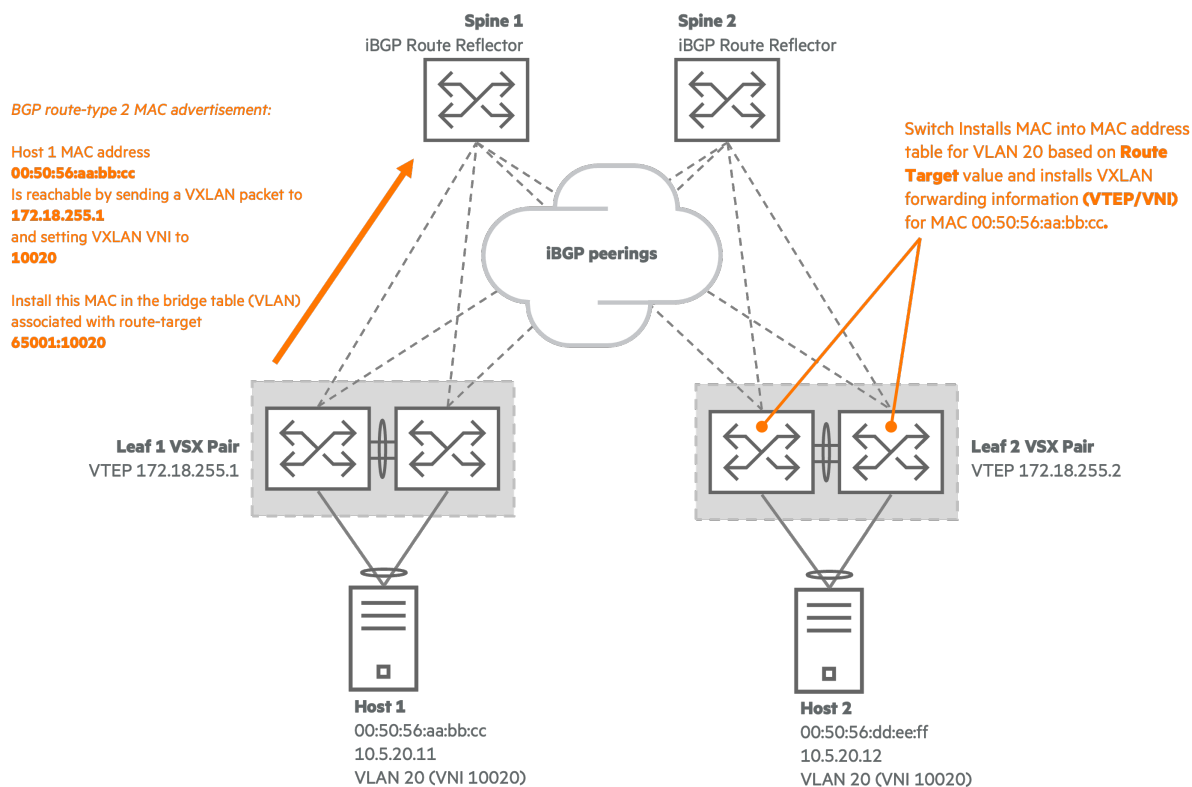 Spine 1
iBGP Route Reflector
Spine 2
iBGP Route Reflector
BGP route-type 2 MAC advertisement:
Host 1 MAC address
00:50:56:aa:bb:cc
Is reachable by sending a VXLAN packet to
172.18.255.1
and setting VXLAN VNI to
10020
Install this MAC in the bridge table (VLAN)
associated with route-target
65001:10020
Switch Installs MAC into MAC address
table for VLAN 20 based on Route
Target value and installs VXLAN
forwarding information (VTEP/VNI)
for MAC 00:50:56:aa:bb:cc.
iBGP peerings
Leaf 1 VSX Pair
VTEP 172.18.255.1
Leaf 2 VSX Pair
VTEP 172.18.255.2
Host 1
00:50:56:aa:bb:cc
10.5.20.11
VLAN 20 (VNI 10020)
Host 2
00:50:56:dd:ee:ff
10.5.20.12
VLAN 20 (VNI 10020)